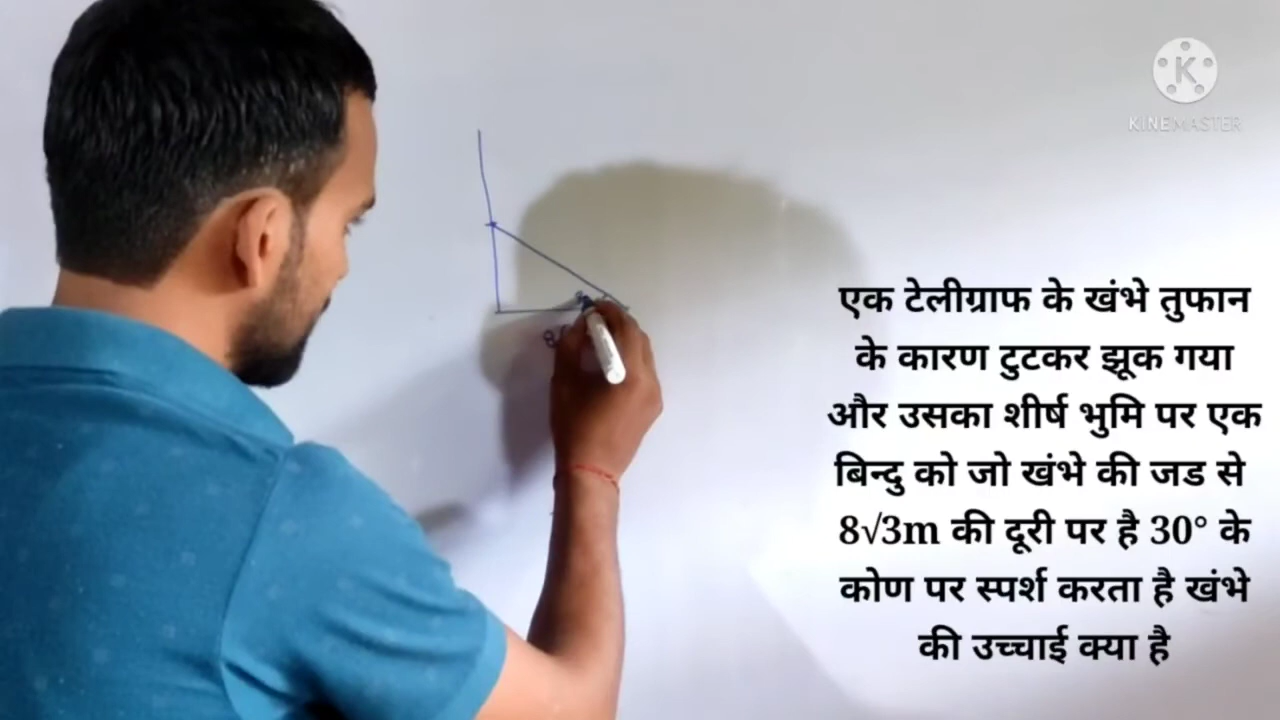 KINEMASTER
एक टेलीग्राफ के खंभे तुफान
के कारण टुटकर झूक गया
और उसका शीर्ष भुमि पर एक
बिन्दु को जो खंभे की जड से
8√3m की दूरी पर है 30° के
कोण पर स्पर्श करता है खंभे
की उच्चाई क्या है